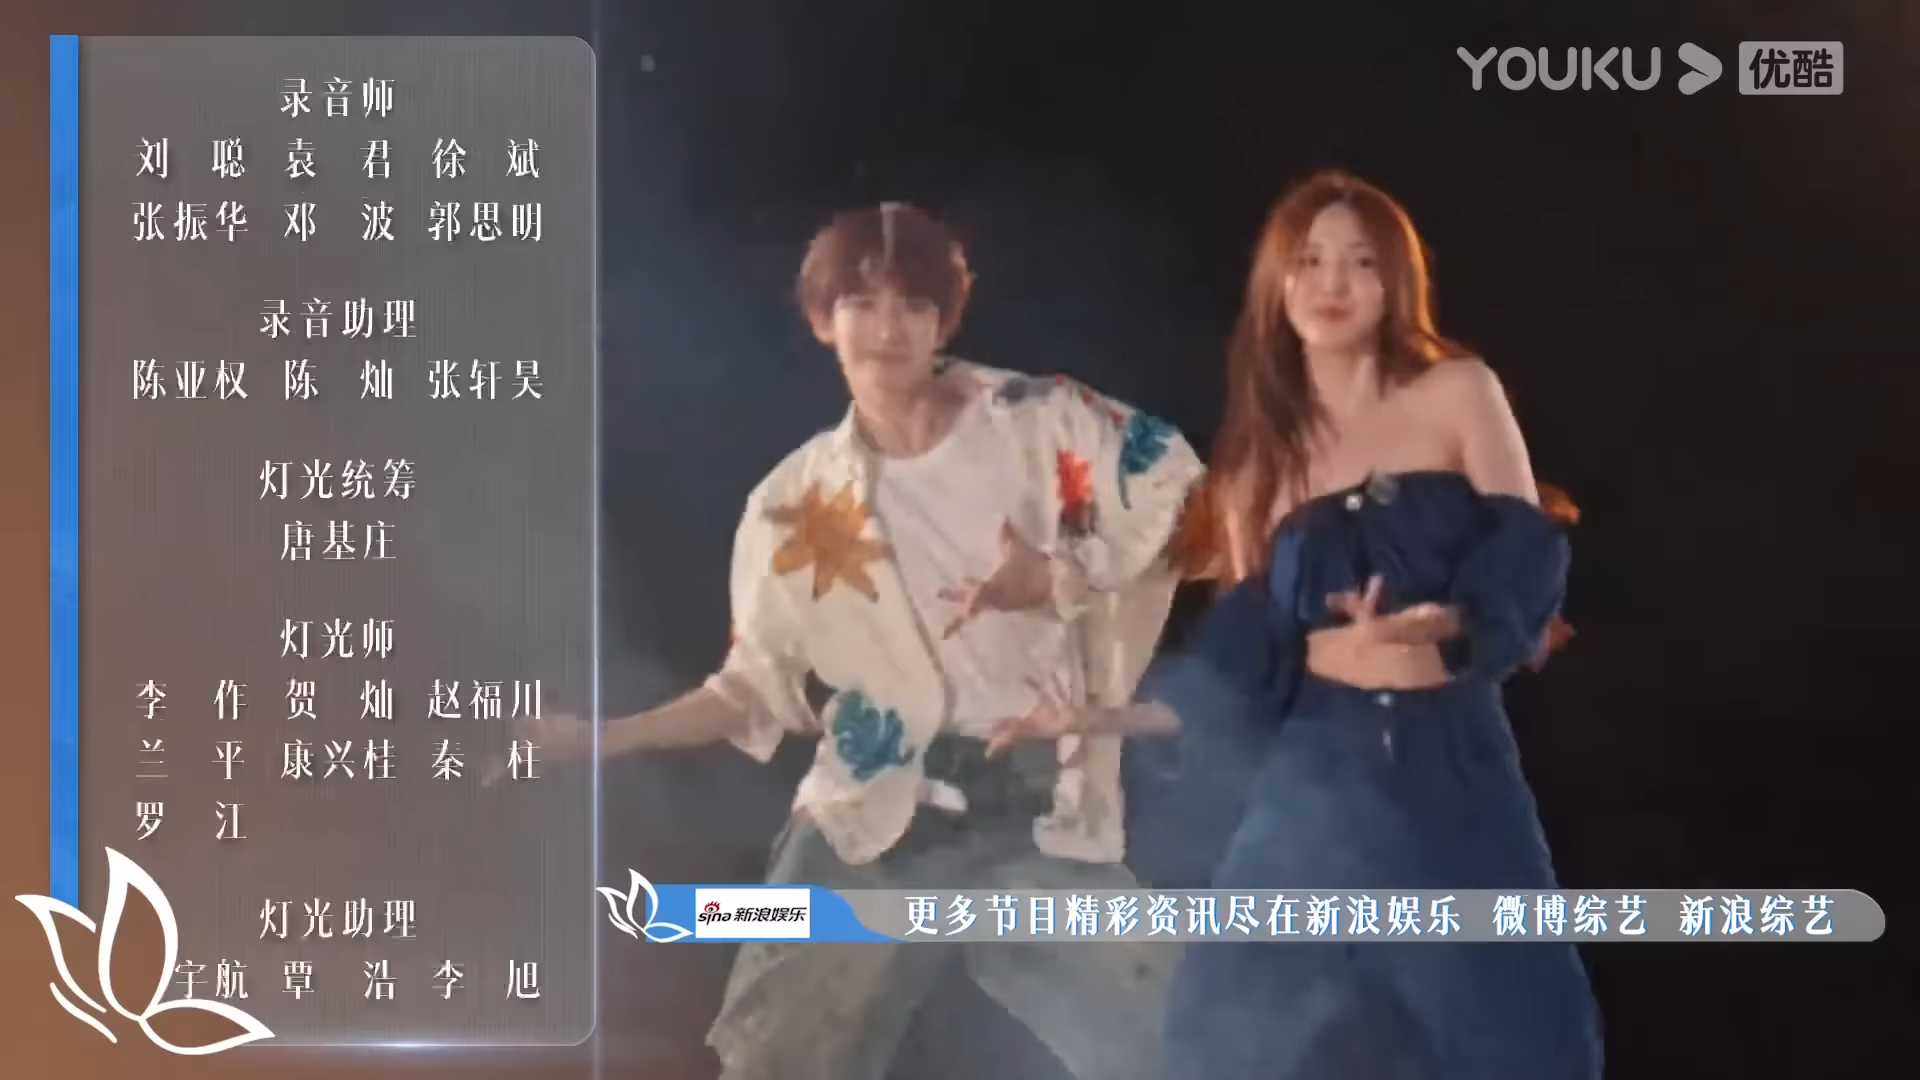 录音师
刘 聪 袁 君 徐 斌
张振华 邓 波 郭思明
录音助理
陈亚权 陈 灿 张轩昊
灯光统筹
唐基庄
灯光师
李 作 贺 灿 赵福川
兰 平 康兴桂 秦 柱
罗 江
灯光助理
宇航 覃 浩 李 旭
YOUKU 优酷
sina 新浪娱乐
更多节目精彩资讯尽在新浪娱乐 微博综艺 新浪综艺